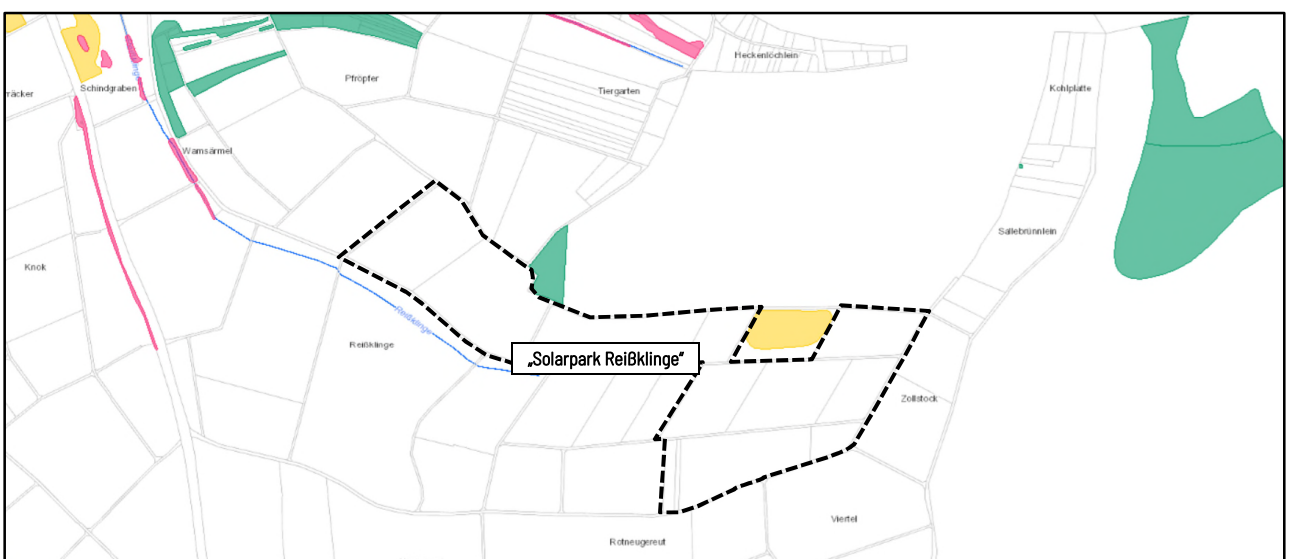 Heckenlöchlein
Pfröpfer
Tiergarten
Kohlplatte
Schindgraben
räcker
Wamsärmel
Sallebrünnlein
Knok
Reißklinge
Reißklinge
„Solarpark Reißklinge“
Zollstock
Viertel
Rotneugereut